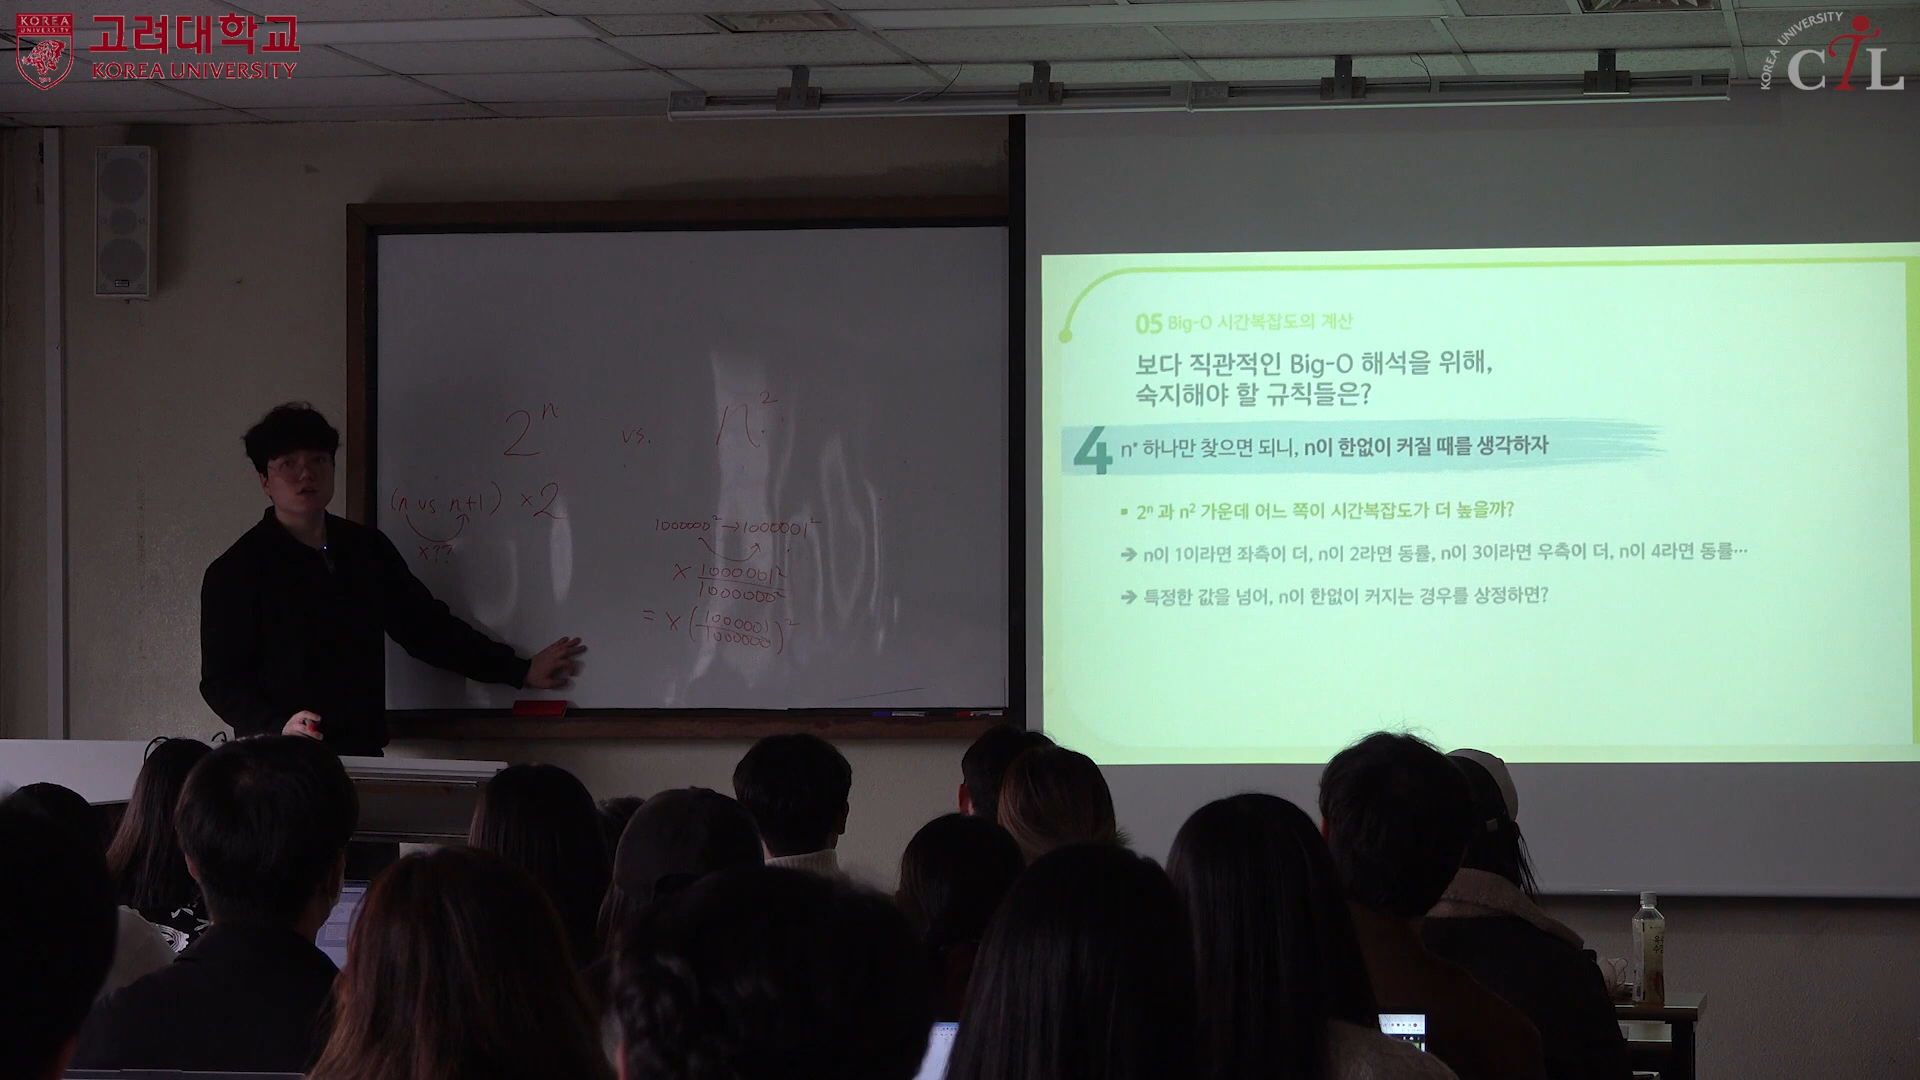 KOREA
UNIVERSITY
고려대학교
KOREA UNIVERSITY
KOREA UNIVERSITY
CTL
2ⁿ vs. n²
(n vs n+1) ×2
×??
1000000² → 1000001²
× 1000001²
1000000²
= × (1000001
1000000)²
05 Big-O 시간복잡도의 계산
보다 직관적인 Big-O 해석을 위해,
숙지해야 할 규칙들은?
4 n* 하나만 찾으면 되니, n이 한없이 커질 때를 생각하자
▪ 2ⁿ 과 n² 가운데 어느 쪽이 시간복잡도가 더 높을까?
➔ n이 1이라면 좌측이 더, n이 2라면 동률, n이 3이라면 우측이 더, n이 4라면 동률…
➔ 특정한 값을 넘어, n이 한없이 커지는 경우를 상정하면?